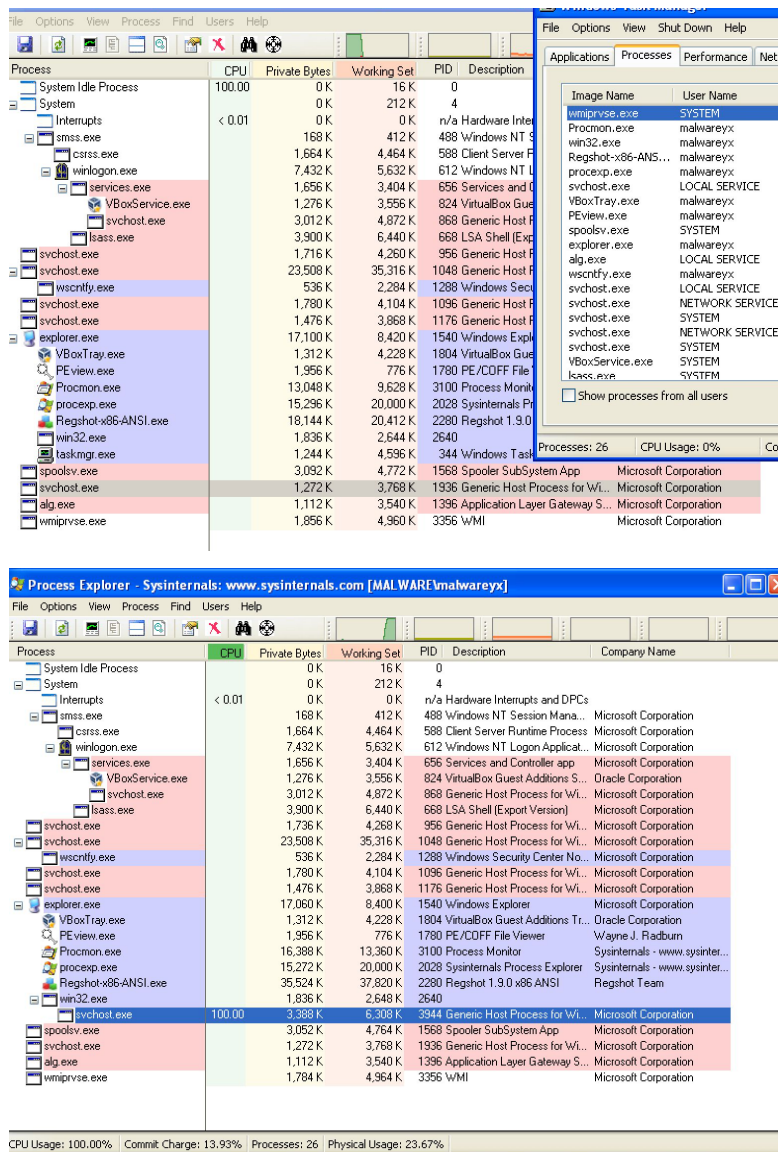 File Options View Process Find Users Help
Process CPU Private Bytes Working Set PID Description
System Idle Process 100.00 0 K 16 K 0
System 0 K 212 K 4
Interrupts < 0.01 0 K 0 K n/a Hardware Inte
smss.exe 168 K 412 K 488 Windows NT S
csrss.exe 1,664 K 4,464 K 588 Client Server F
winlogon.exe 7,432 K 5,632 K 612 Windows NT L
services.exe 1,656 K 3,404 K 656 Services and C
VBoxService.exe 1,276 K 3,556 K 824 VirtualBox Gue
svchost.exe 3,012 K 4,872 K 868 Generic Host F
lsass.exe 3,900 K 6,440 K 668 LSA Shell (Exp
svchost.exe 1,716 K 4,260 K 956 Generic Host F
svchost.exe 23,508 K 35,316 K 1048 Generic Host F
wscntfy.exe 536 K 2,284 K 1288 Windows Secu
svchost.exe 1,780 K 4,104 K 1096 Generic Host F
svchost.exe 1,476 K 3,868 K 1176 Generic Host F
explorer.exe 17,100 K 8,420 K 1540 Windows Expl
VBoxTray.exe 1,312 K 4,228 K 1804 VirtualBox Gue
PEview.exe 1,956 K 776 K 1780 PE/COFF File
Procmon.exe 13,048 K 9,628 K 3100 Process Monit
procexp.exe 15,296 K 20,000 K 2028 Sysinternals Pr
Regshot-x86-ANSI.exe 18,144 K 20,412 K 2280 Regshot 1.9.0
win32.exe 1,836 K 2,644 K 2640
taskmgr.exe 1,244 K 4,596 K 344 Windows Task
spoolsv.exe 3,092 K 4,772 K 1568 Spooler SubSystem App Microsoft Corporation
svchost.exe 1,272 K 3,768 K 1936 Generic Host Process for Wi... Microsoft Corporation
alg.exe 1,112 K 3,540 K 1396 Application Layer Gateway S... Microsoft Corporation
wmiprvse.exe 1,856 K 4,960 K 3356 WMI Microsoft Corporation
Windows Task Manager
File Options View Shut Down Help
Applications Processes Performance Net
Image Name User Name
wmiprvse.exe SYSTEM
Procmon.exe malwareyx
win32.exe malwareyx
Regshot-x86-ANS... malwareyx
procexp.exe malwareyx
svchost.exe LOCAL SERVICE
VBoxTray.exe malwareyx
PEview.exe malwareyx
spoolsv.exe SYSTEM
explorer.exe malwareyx
alg.exe LOCAL SERVICE
wscntfy.exe malwareyx
svchost.exe LOCAL SERVICE
svchost.exe NETWORK SERVICE
svchost.exe SYSTEM
svchost.exe NETWORK SERVICE
svchost.exe SYSTEM
VBoxService.exe SYSTEM
lsass.exe SYSTEM
Show processes from all users
Processes: 26 CPU Usage: 0% Co
Process Explorer - Sysinternals: www.sysinternals.com [MALWARE\malwareyx]
File Options View Process Find Users Help
Process CPU Private Bytes Working Set PID Description Company Name
System Idle Process 0 K 16 K 0
System 0 K 212 K 4
Interrupts < 0.01 0 K 0 K n/a Hardware Interrupts and DPCs
smss.exe 168 K 412 K 488 Windows NT Session Mana... Microsoft Corporation
csrss.exe 1,664 K 4,464 K 588 Client Server Runtime Process Microsoft Corporation
winlogon.exe 7,432 K 5,632 K 612 Windows NT Logon Applicat... Microsoft Corporation
services.exe 1,656 K 3,404 K 656 Services and Controller app Microsoft Corporation
VBoxService.exe 1,276 K 3,556 K 824 VirtualBox Guest Additions S... Oracle Corporation
svchost.exe 3,012 K 4,872 K 868 Generic Host Process for Wi... Microsoft Corporation
lsass.exe 3,900 K 6,440 K 668 LSA Shell (Export Version) Microsoft Corporation
svchost.exe 1,736 K 4,268 K 956 Generic Host Process for Wi... Microsoft Corporation
svchost.exe 23,508 K 35,316 K 1048 Generic Host Process for Wi... Microsoft Corporation
wscntfy.exe 536 K 2,284 K 1288 Windows Security Center No... Microsoft Corporation
svchost.exe 1,780 K 4,104 K 1096 Generic Host Process for Wi... Microsoft Corporation
svchost.exe 1,476 K 3,868 K 1176 Generic Host Process for Wi... Microsoft Corporation
explorer.exe 17,060 K 8,400 K 1540 Windows Explorer Microsoft Corporation
VBoxTray.exe 1,312 K 4,228 K 1804 VirtualBox Guest Additions Tr... Oracle Corporation
PEview.exe 1,956 K 776 K 1780 PE/COFF File Viewer Wayne J. Radburn
Procmon.exe 16,388 K 13,360 K 3100 Process Monitor Sysinternals - www.sysinter...
procexp.exe 15,272 K 20,000 K 2028 Sysinternals Process Explorer Sysinternals - www.sysinter...
Regshot-x86-ANSI.exe 35,524 K 37,820 K 2280 Regshot 1.9.0 x86 ANSI Regshot Team
win32.exe 1,836 K 2,648 K 2640
svchost.exe 100.00 3,388 K 6,308 K 3944 Generic Host Process for Wi... Microsoft Corporation
spoolsv.exe 3,052 K 4,764 K 1568 Spooler SubSystem App Microsoft Corporation
svchost.exe 1,272 K 3,768 K 1936 Generic Host Process for Wi... Microsoft Corporation
alg.exe 1,112 K 3,540 K 1396 Application Layer Gateway S... Microsoft Corporation
wmiprvse.exe 1,784 K 4,964 K 3356 WMI Microsoft Corporation
CPU Usage: 100.00% Commit Charge: 13.93% Processes: 26 Physical Usage: 23.67%